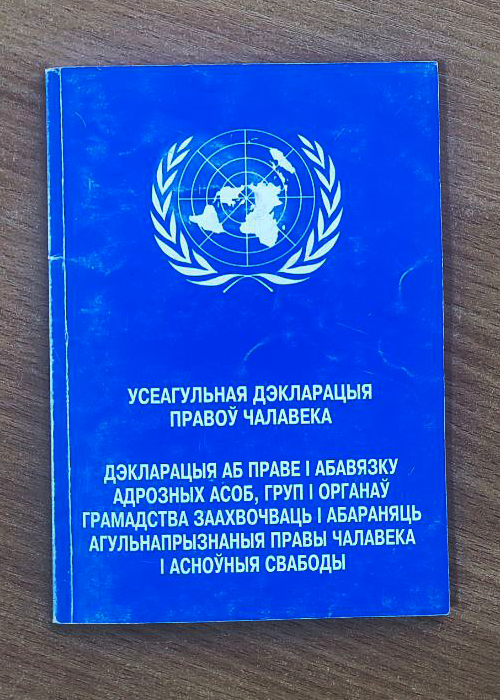 УСЕАГУЛЬНАЯ ДЭКЛАРАЦЫЯ
ПРАВОЎ ЧАЛАВЕКА
ДЭКЛАРАЦЫЯ АБ ПРАВЕ І АБАВЯЗКУ
АДРОЗНЫХ АСОБ, ГРУП І ОРГАНАЎ
ГРАМАДСТВА ЗААХВОЧВАЦЬ І АБАРАНЯЦЬ
АГУЛЬНАПРЫЗНАНЫЯ ПРАВЫ ЧАЛАВЕКА
І АСНОЎНЫЯ СВАБОДЫ